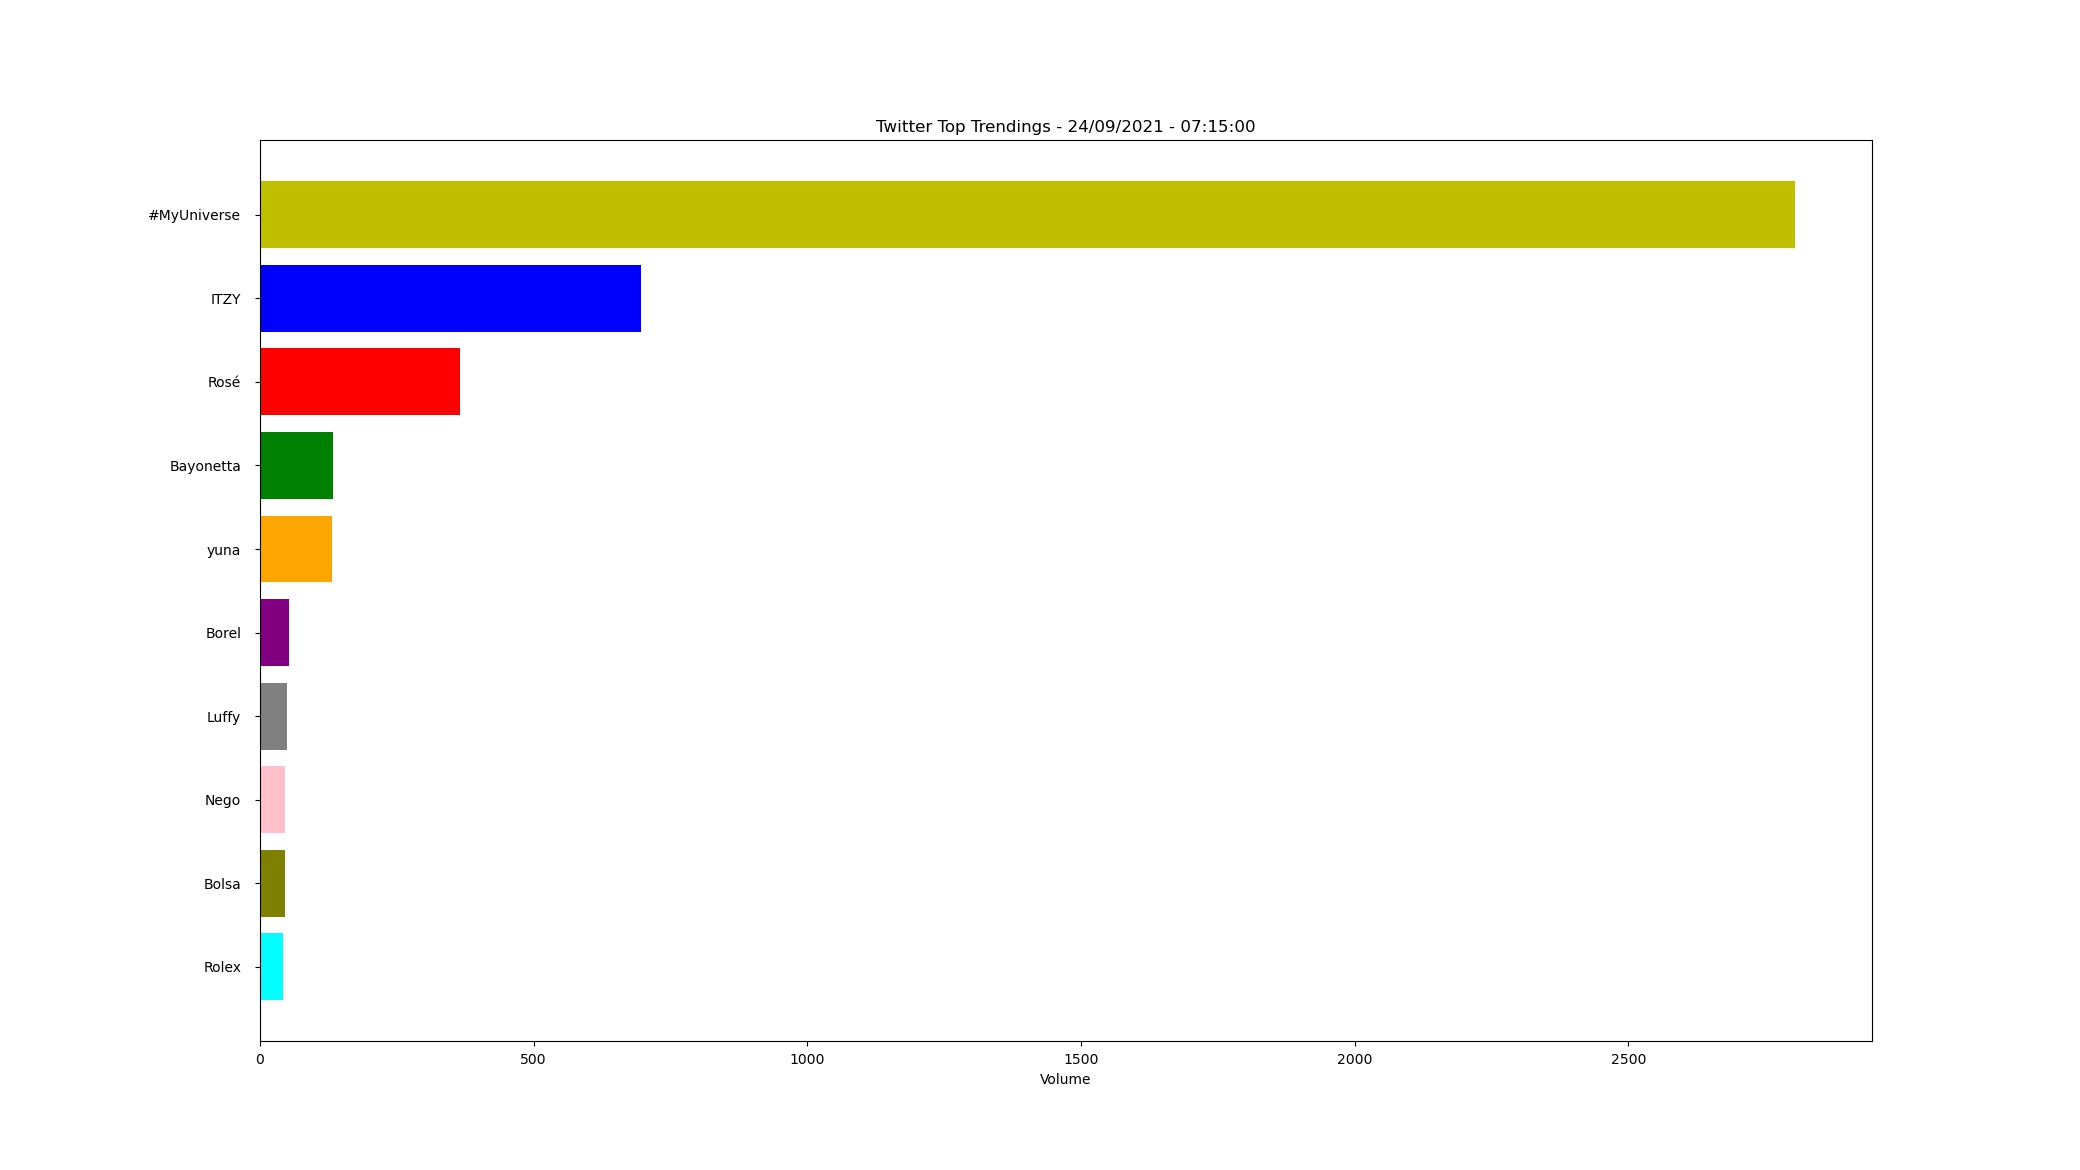 Twitter Top Trendings - 24/09/2021 - 07:15:00
#MyUniverse
ITZY
Rosé
Bayonetta
yuna
Borel
Luffy
Nego
Bolsa
Rolex
0 500 1000 1500 2000 2500
Volume